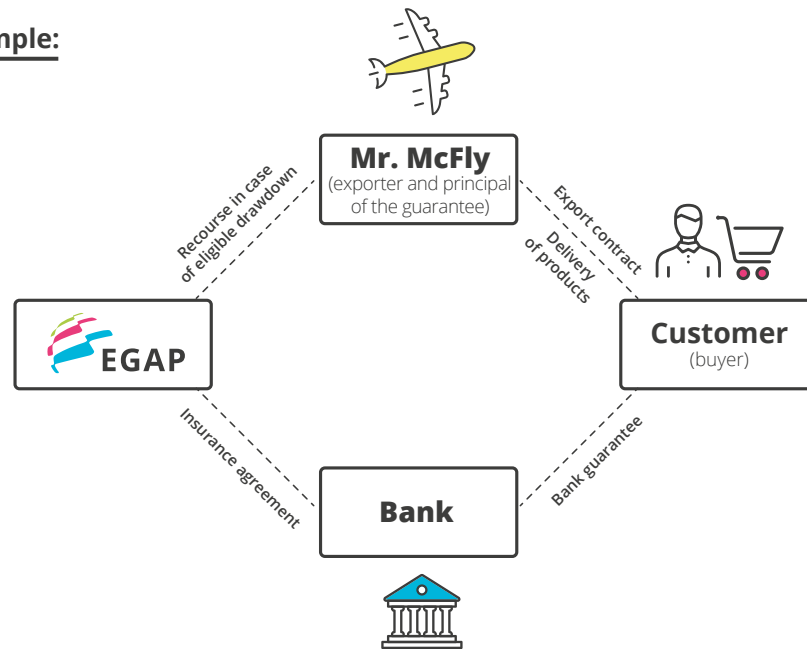 Mr. McFly
(exporter and principal
of the guarantee)
Recourse in case
of eligible drawdown
Export contract
Delivery
of products
EGAP
Customer
(buyer)
Insurance agreement
Bank guarantee
Bank